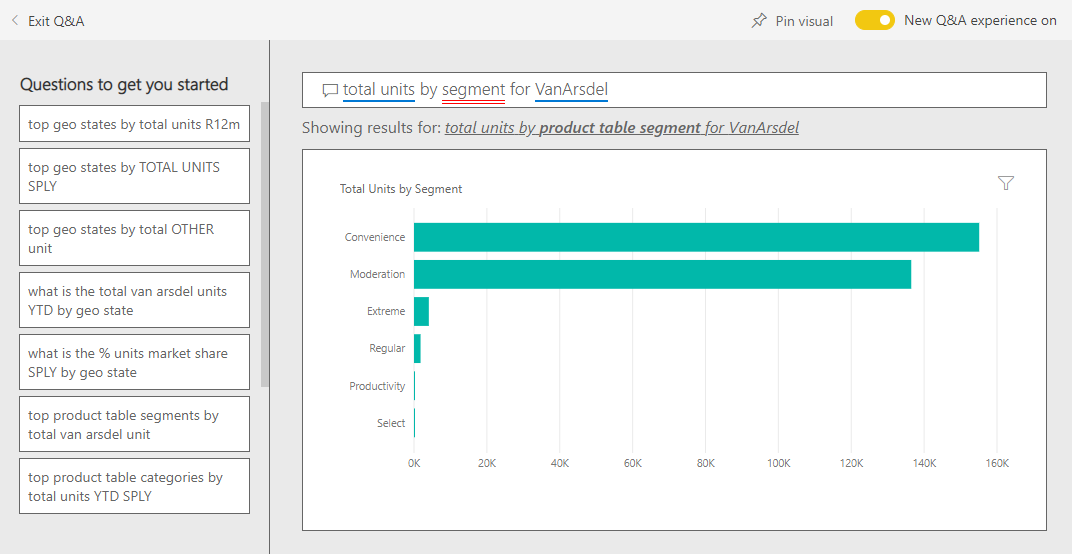 Exit Q&A
Pin visual
New Q&A experience on
Questions to get you started
top geo states by total units R12m
top geo states by TOTAL UNITS
SPLY
top geo states by total OTHER
unit
what is the total van arsdel units
YTD by geo state
what is the % units market share
SPLY by geo state
top product table segments by
total van arsdel unit
top product table categories by
total units YTD SPLY
total units by segment for VanArsdel
Showing results for: total units by product table segment for VanArsdel
Total Units by Segment
Convenience
Moderation
Extreme
Regular
Productivity
Select
0K 20K 40K 60K 80K 100K 120K 140K 160K